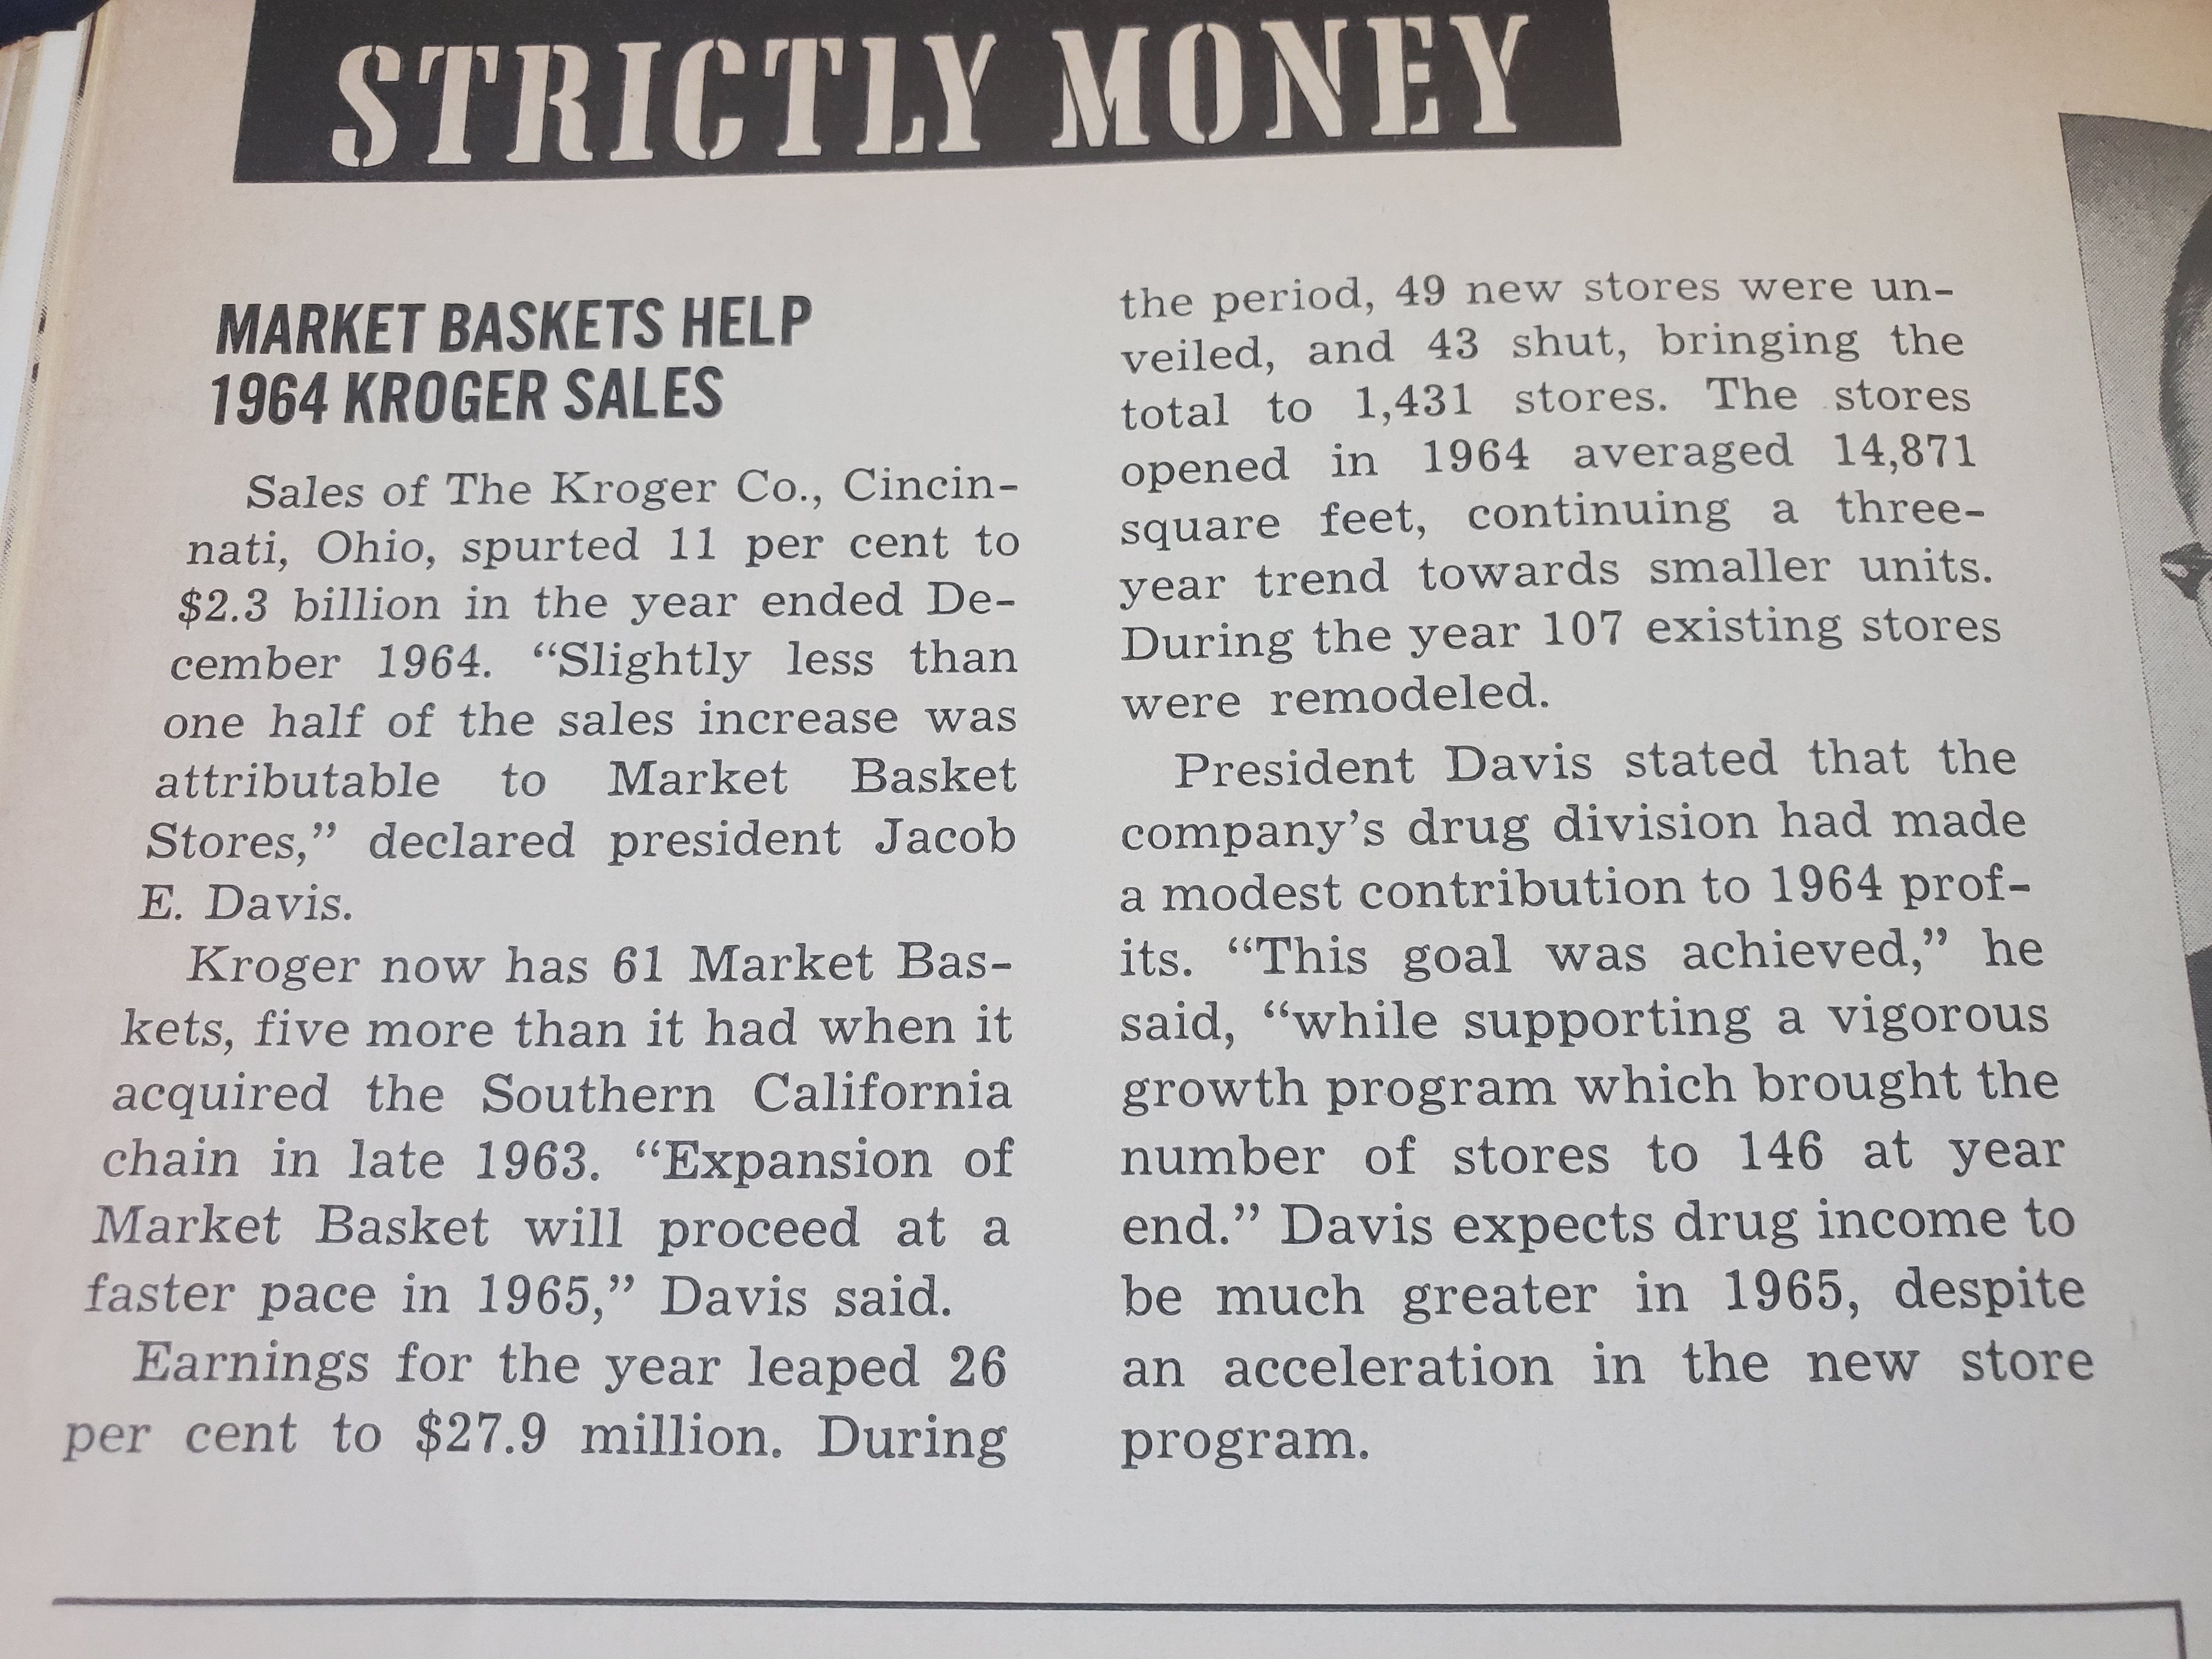 STRICTLY MONEY
MARKET BASKETS HELP
1964 KROGER SALES
Sales of The Kroger Co., Cincin-
nati, Ohio, spurted 11 per cent to
$2.3 billion in the year ended De-
cember 1964. “Slightly less than
one half of the sales increase was
attributable to Market Basket
Stores,” declared president Jacob
E. Davis.
Kroger now has 61 Market Bas-
kets, five more than it had when it
acquired the Southern California
chain in late 1963. “Expansion of
Market Basket will proceed at a
faster pace in 1965,” Davis said.
Earnings for the year leaped 26
per cent to $27.9 million. During
the period, 49 new stores were un-
veiled, and 43 shut, bringing the
total to 1,431 stores. The stores
opened in 1964 averaged 14,871
square feet, continuing a three-
year trend towards smaller units.
During the year 107 existing stores
were remodeled.
President Davis stated that the
company’s drug division had made
a modest contribution to 1964 prof-
its. “This goal was achieved,” he
said, “while supporting a vigorous
growth program which brought the
number of stores to 146 at year
end.” Davis expects drug income to
be much greater in 1965, despite
an acceleration in the new store
program.